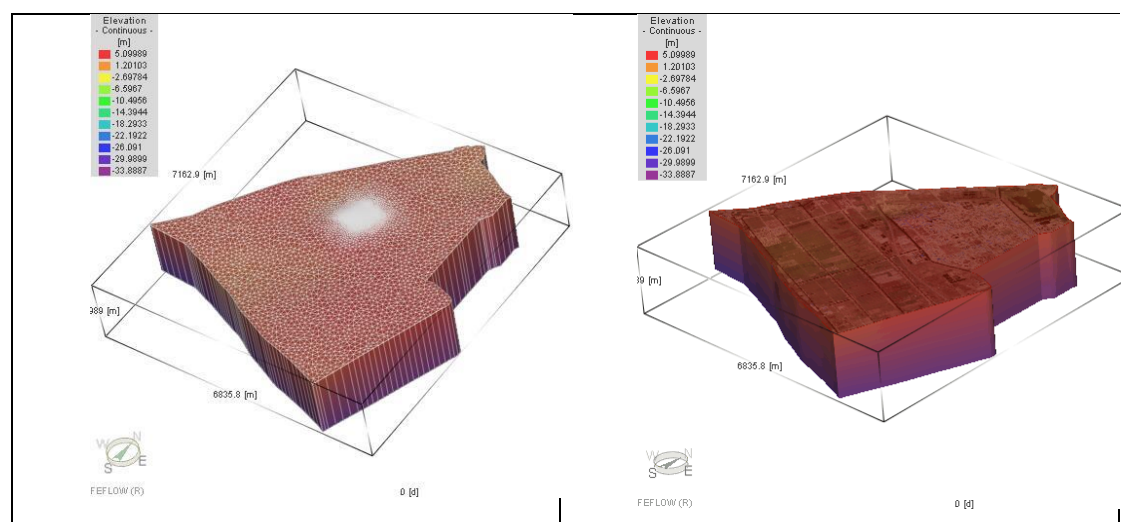 Elevation
- Continuous -
[m]
5.09989
1.20103
-2.69784
-6.5967
-10.4956
-14.3944
-18.2933
-22.1922
-26.091
-29.9899
-33.8887
7162.9 [m]
989 [m]
6835.8 [m]
W N
S E
FEFLOW (R)
0 [d]
Elevation
- Continuous -
[m]
5.09989
1.20103
-2.69784
-6.5967
-10.4956
-14.3944
-18.2933
-22.1922
-26.091
-29.9899
-33.8887
7162.9 [m]
89 [m]
6835.8 [m]
W N
S E
FEFLOW (R)
0 [d]